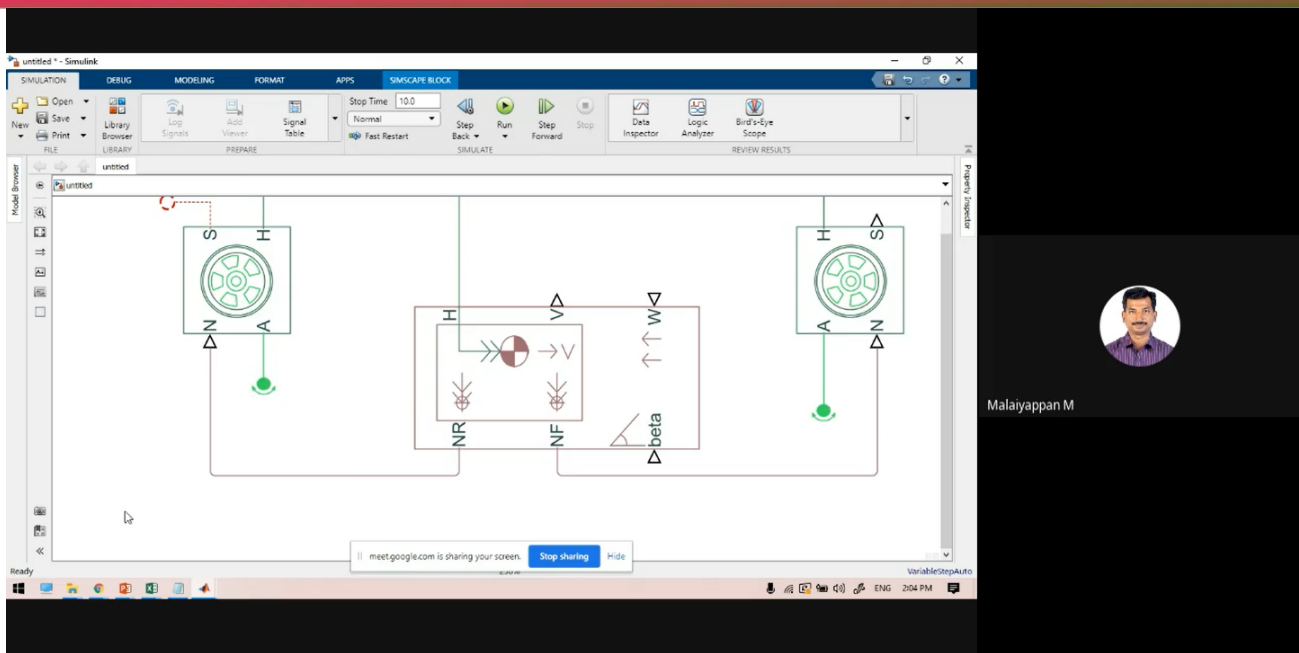 untitled * - Simulink
SIMULATION DEBUG MODELING FORMAT APPS SIMSCAPE BLOCK
New
Open
Save
Print
FILE
Library
Browser
LIBRARY
Log
Signals
Add
Viewer
Signal
Table
PREPARE
Stop Time 10.0
Normal
Fast Restart
Step
Back
Run
Step
Forward
Stop
SIMULATE
Data
Inspector
Logic
Analyzer
Bird's-Eye
Scope
REVIEW RESULTS
untitled
untitled
Model Browser
Property Inspector
S H
N A
H V W
V
NR NF beta
H S
A N
meet.google.com is sharing your screen. Stop sharing Hide
Ready
VariableStepAuto
ENG 2:04 PM
Malaiyappan M